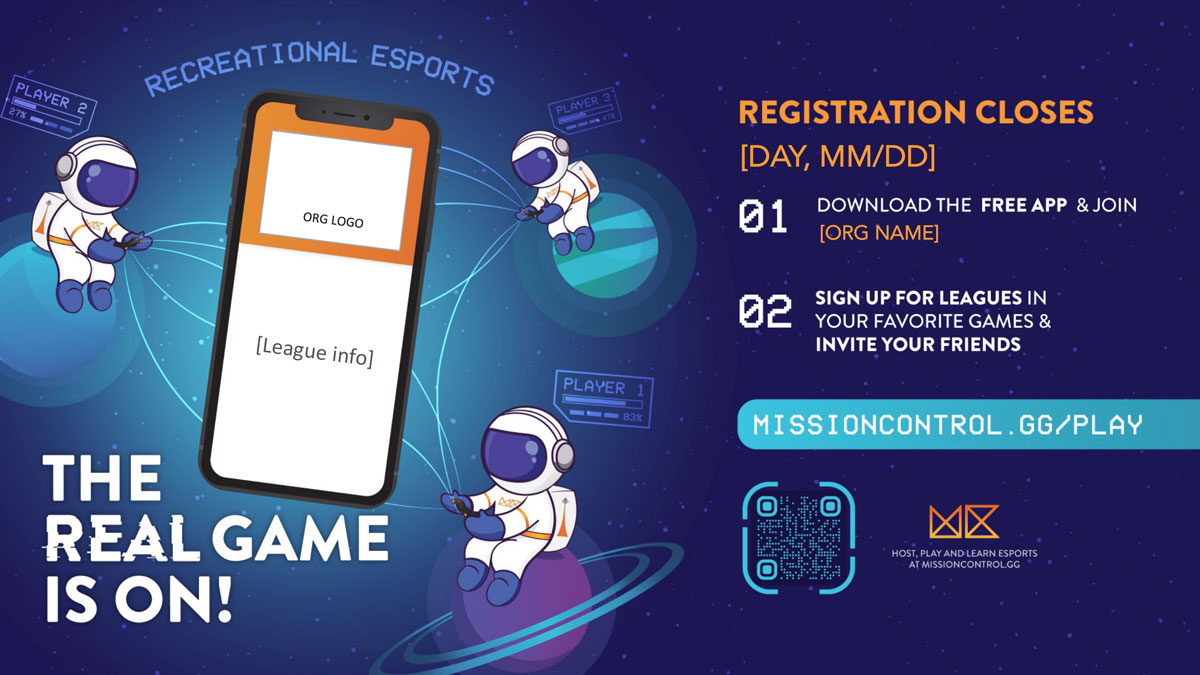 RECREATIONAL ESPORTS
PLAYER 2
27%
PLAYER 3
47%
ORG LOGO
[League info]
PLAYER 1
83%
THE
REAL GAME
IS ON!
REGISTRATION CLOSES
[DAY, MM/DD]
01
DOWNLOAD THE FREE APP & JOIN
[ORG NAME]
02
SIGN UP FOR LEAGUES IN
YOUR FAVORITE GAMES &
INVITE YOUR FRIENDS
MISSIONCONTROL.GG/PLAY
HOST, PLAY AND LEARN ESPORTS
AT MISSIONCONTROL.GG